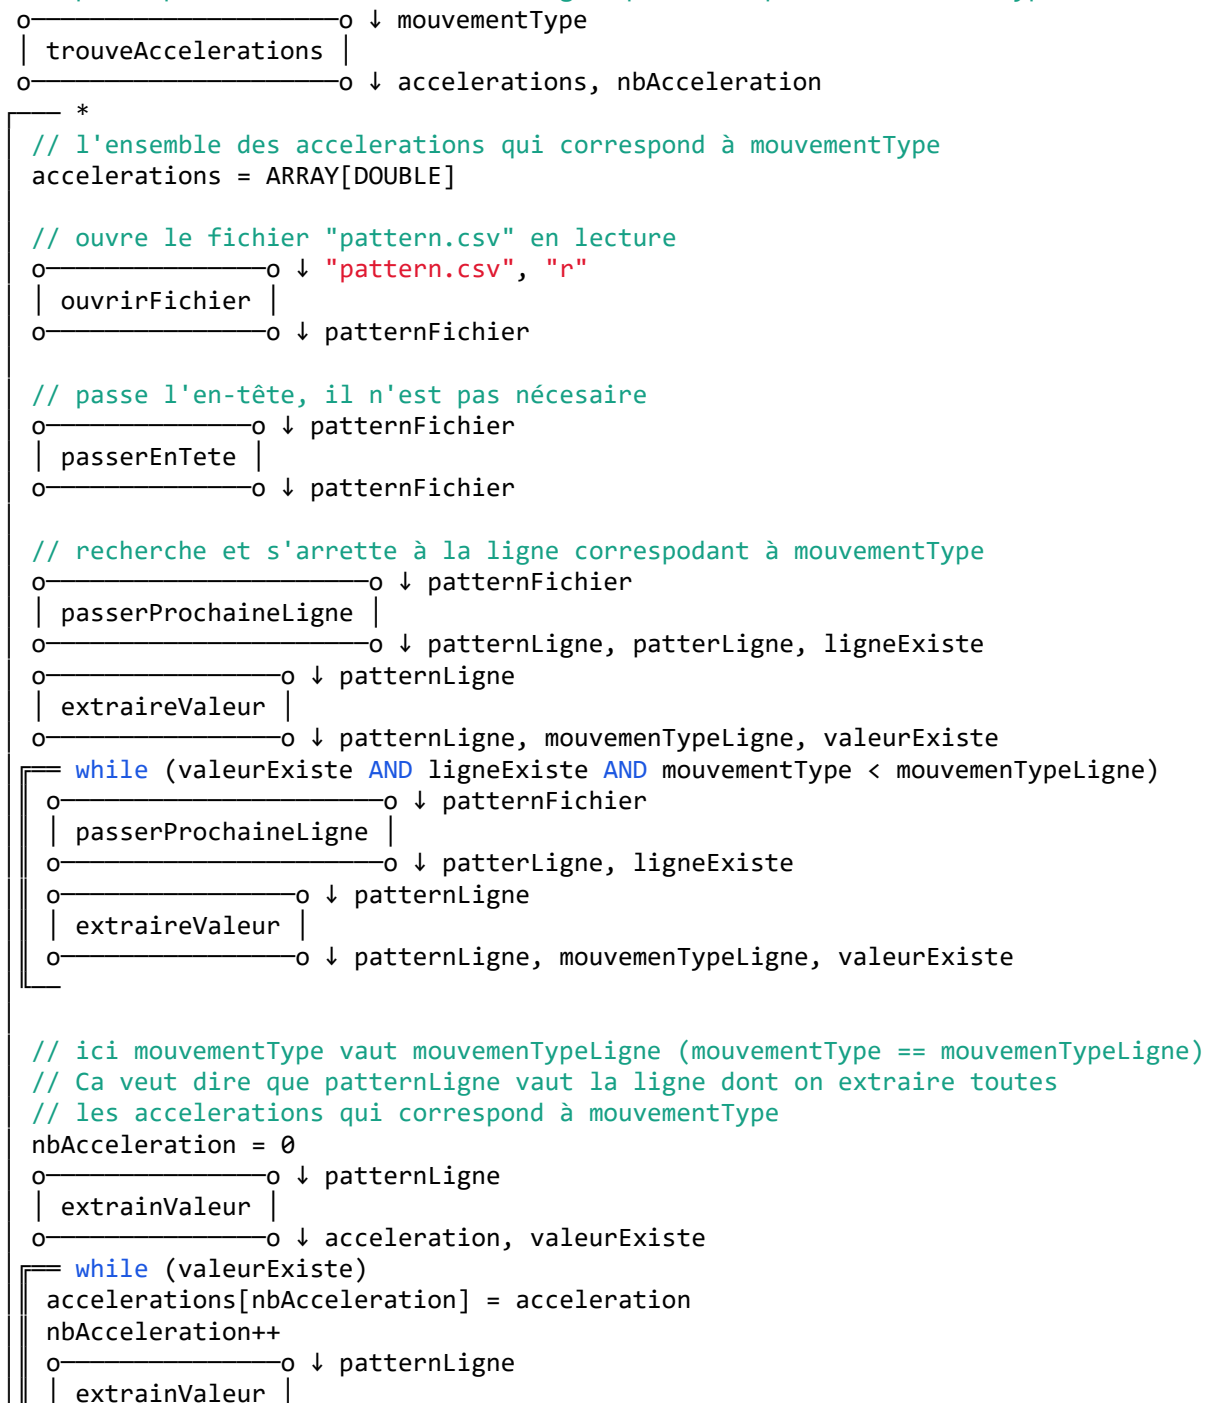 o─────────────────────o ↓ mouvementType
│ trouveAccelerations │
o─────────────────────o ↓ accelerations, nbAcceleration
┌─── *
│ // l'ensemble des accelerations qui correspond à mouvementType
│ accelerations = ARRAY[DOUBLE]
│ // ouvre le fichier "pattern.csv" en lecture
│ o───────────────o ↓ "pattern.csv", "r"
│ │ ouvrirFichier │
│ o───────────────o ↓ patternFichier
│ // passe l'en-tête, il n'est pas nécesaire
│ o──────────────o ↓ patternFichier
│ │ passerEnTete │
│ o──────────────o ↓ patternFichier
│ // recherche et s'arrette à la ligne correspodant à mouvementType
│ o──────────────────────o ↓ patternFichier
│ │ passerProchaineLigne │
│ o──────────────────────o ↓ patternLigne, patterLigne, ligneExiste
│ o────────────────o ↓ patternLigne
│ │ extraireValeur │
│ o────────────────o ↓ patternLigne, mouvemenTypeLigne, valeurExiste
│╔══ while (valeurExiste AND ligneExiste AND mouvementType < mouvemenTypeLigne)
│║ o──────────────────────o ↓ patternFichier
│║ │ passerProchaineLigne │
│║ o──────────────────────o ↓ patterLigne, ligneExiste
│║ o────────────────o ↓ patternLigne
│║ │ extraireValeur │
│║ o────────────────o ↓ patternLigne, mouvemenTypeLigne, valeurExiste
│╙──
│ // ici mouvementType vaut mouvemenTypeLigne (mouvementType == mouvemenTypeLigne)
│ // Ca veut dire que patternLigne vaut la ligne dont on extraire toutes
│ // les accelerations qui correspond à mouvementType
│ nbAcceleration = 0
│ o───────────────o ↓ patternLigne
│ │ extrainValeur │
│ o───────────────o ↓ acceleration, valeurExiste
│╔══ while (valeurExiste)
│║ accelerations[nbAcceleration] = acceleration
│║ nbAcceleration++
│║ o───────────────o ↓ patternLigne
│║ │ extrainValeur │